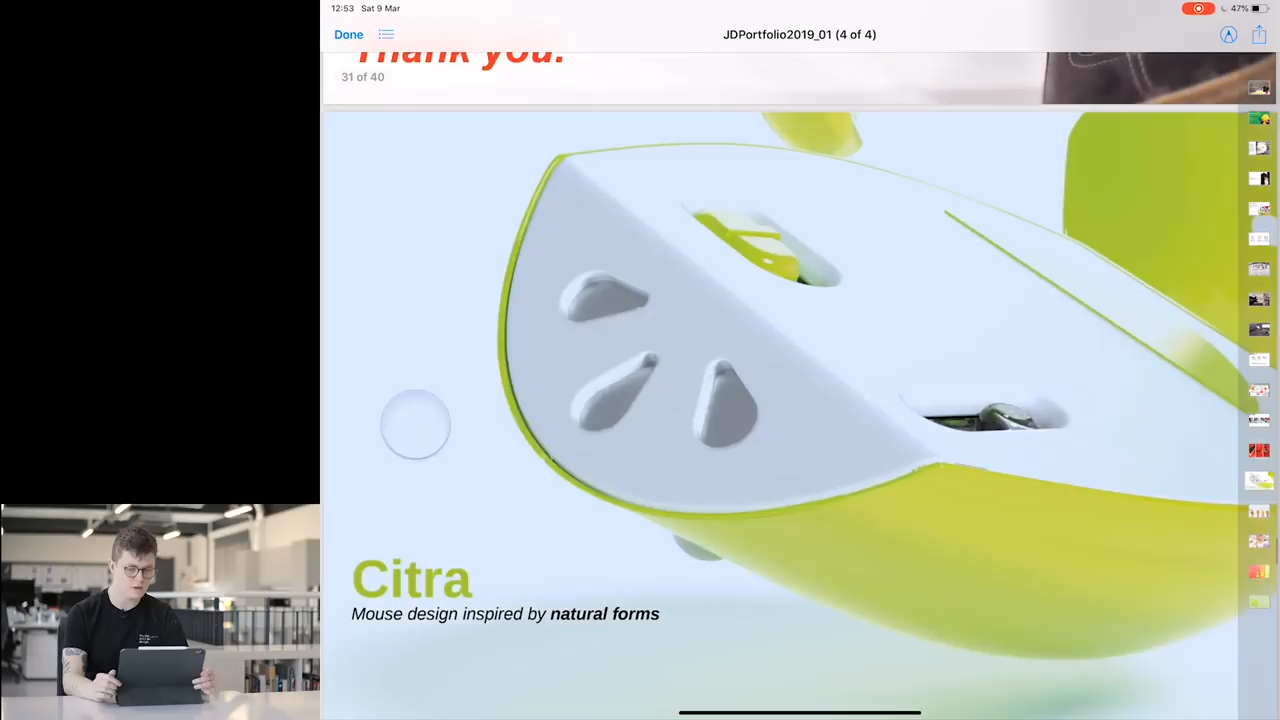 12:53 Sat 9 Mar
47%
Done
JDPortfolio2019_01 (4 of 4)
Thank you.
31 of 40
Citra
Mouse design inspired by natural forms